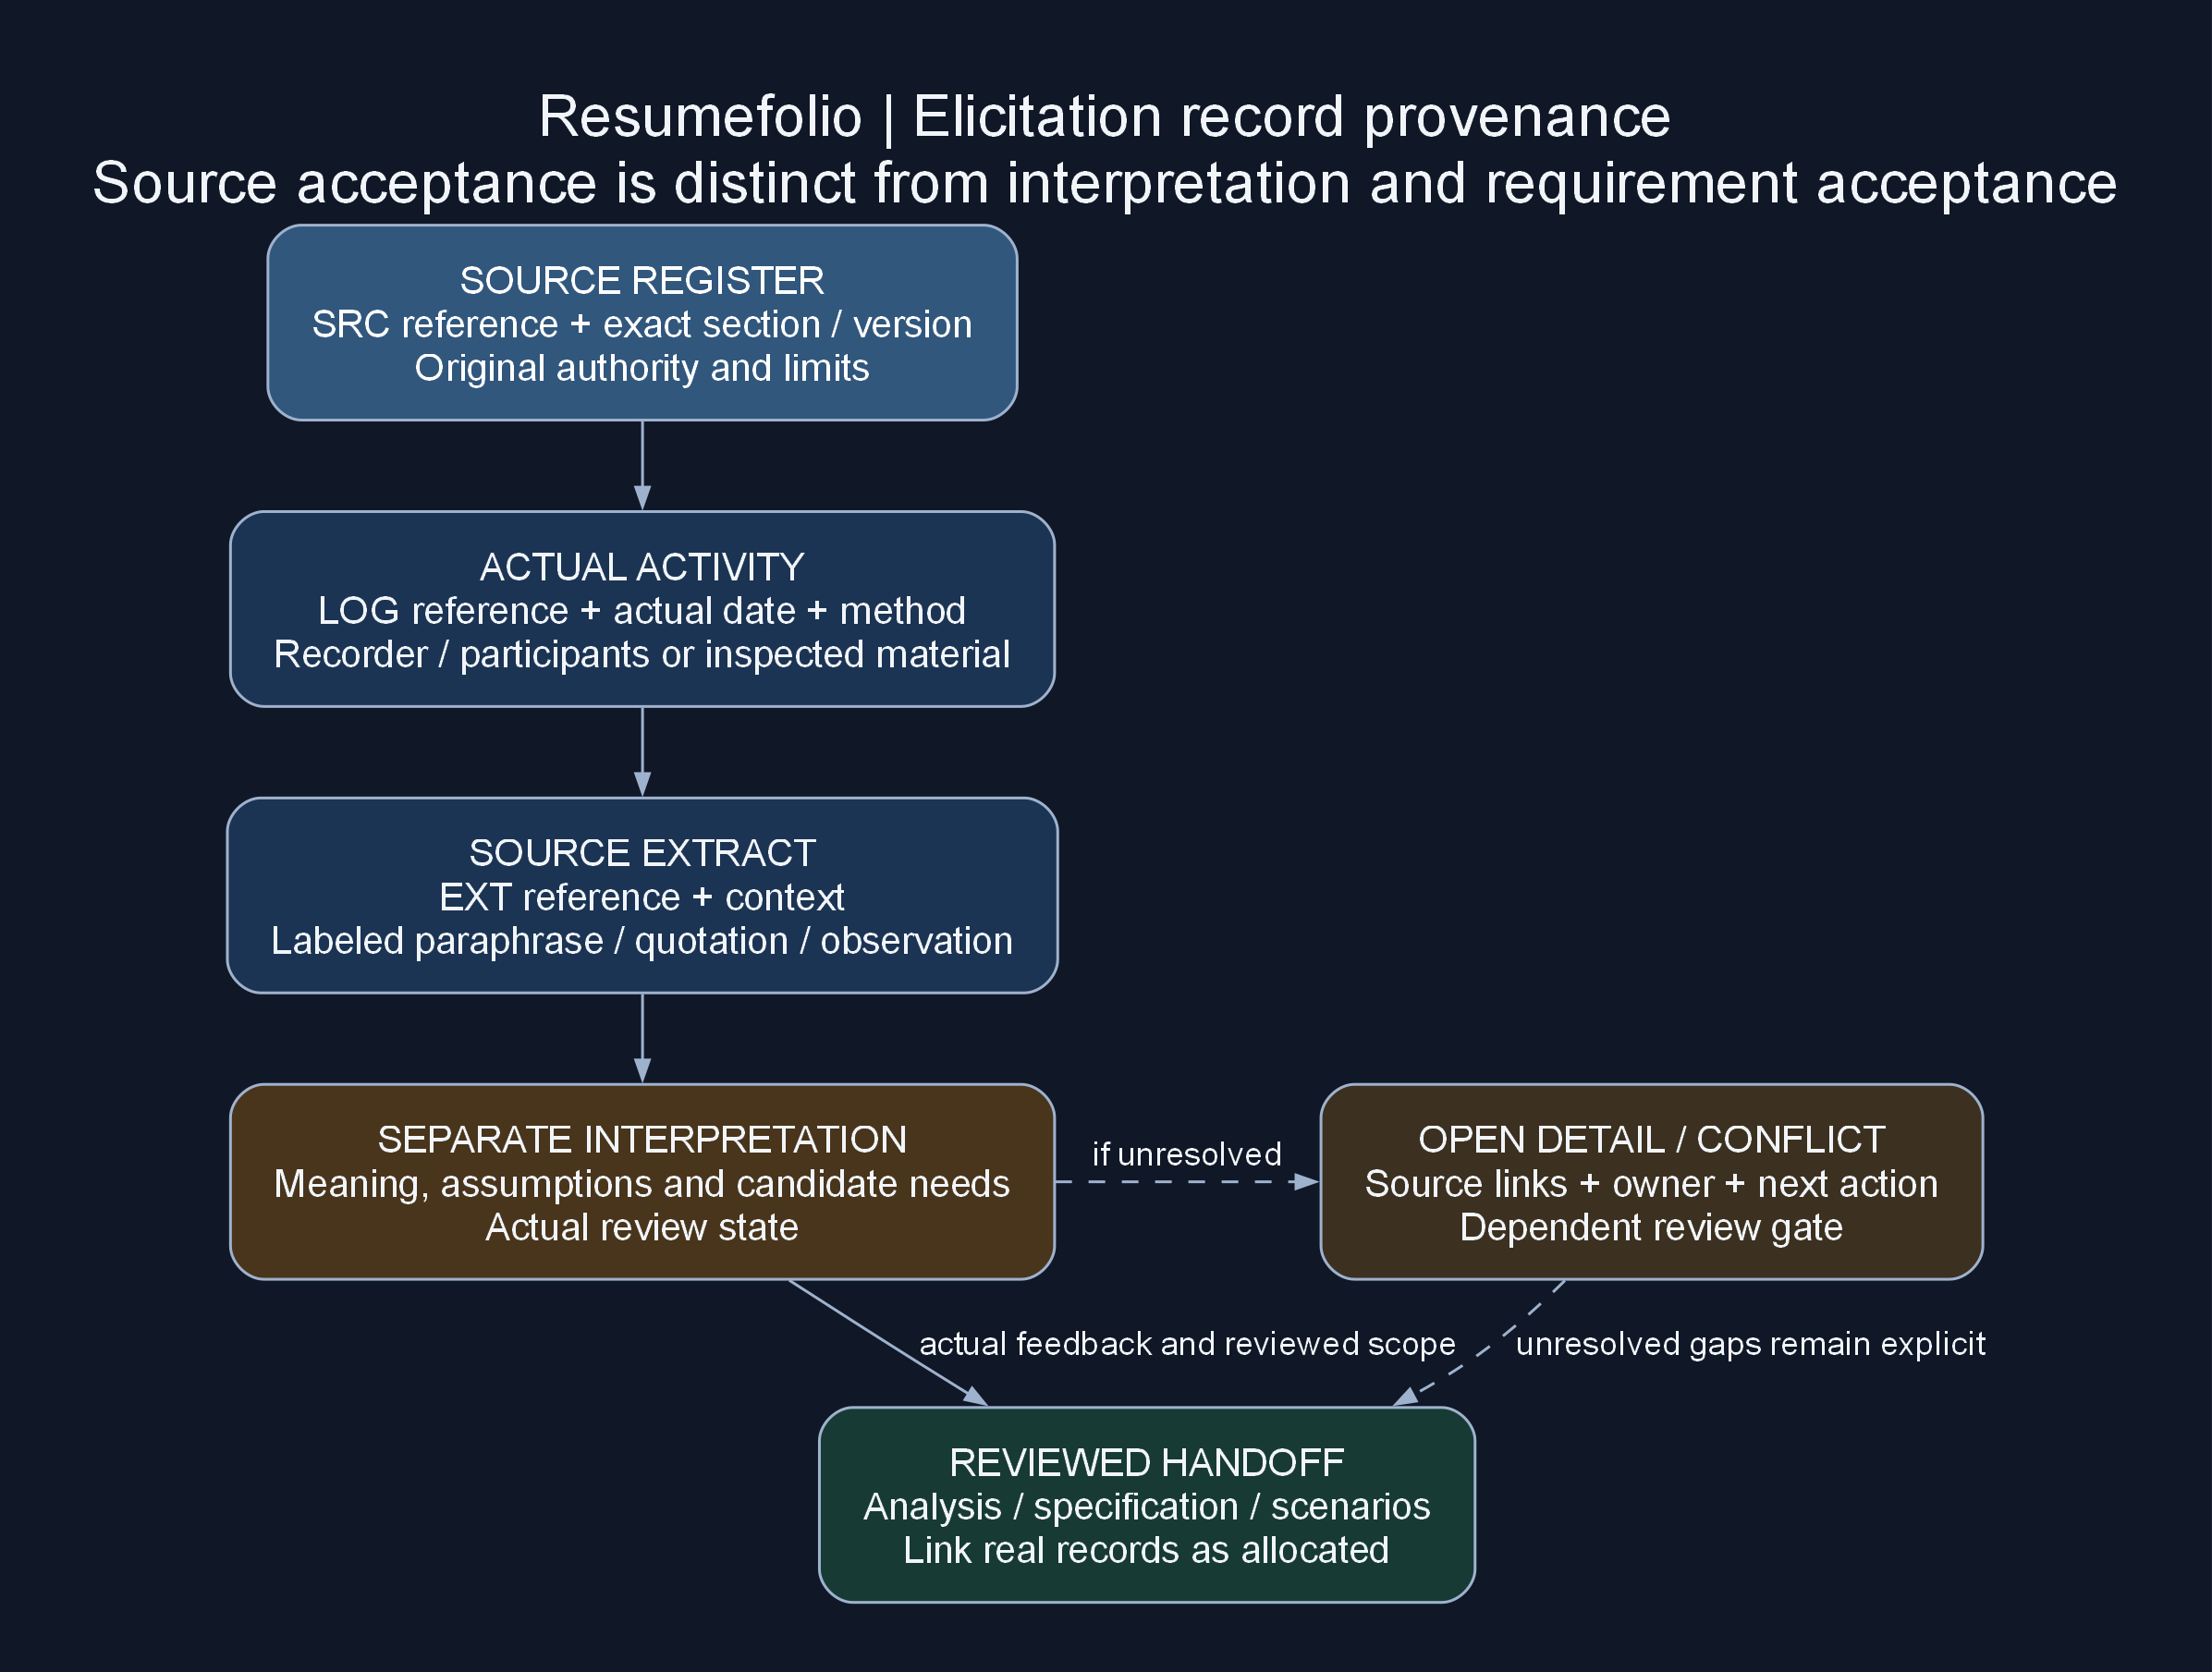 Resumefolio | Elicitation record provenance
Source acceptance is distinct from interpretation and requirement acceptance
SOURCE REGISTER
SRC reference + exact section / version
Original authority and limits
ACTUAL ACTIVITY
LOG reference + actual date + method
Recorder / participants or inspected material
SOURCE EXTRACT
EXT reference + context
Labeled paraphrase / quotation / observation
SEPARATE INTERPRETATION
Meaning, assumptions and candidate needs
Actual review state
if unresolved
OPEN DETAIL / CONFLICT
Source links + owner + next action
Dependent review gate
actual feedback and reviewed scope
unresolved gaps remain explicit
REVIEWED HANDOFF
Analysis / specification / scenarios
Link real records as allocated